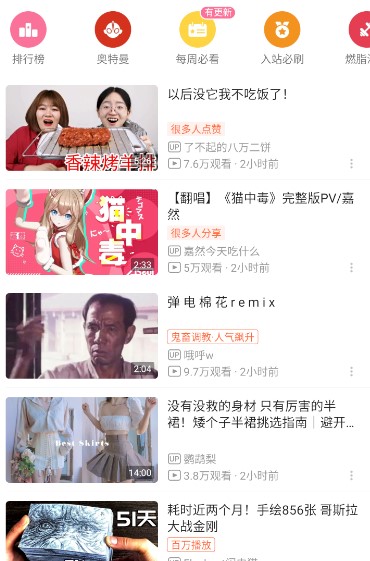 有更新
排行榜
奥特曼
每周必看
入站必刷
以后没它我不吃饭了!
很多人点赞
UP 了不起的八万二饼
7.6万观看 · 2小时前
香辣烤羊
【翻唱】《猫中毒》完整版PV/嘉
然
很多人分享
UP 嘉然今天吃什么
5万观看 · 2小时前
猫中毒
2:33
弹 电 棉 花 r e m i x
鬼畜调教·人气飙升
UP 哦呼w
9.7万观看 · 2小时前
2:04
没有没救的身材 只有厉害的半
裙！矮个子半裙挑选指南｜避开...
UP 鹦鹉梨
3.8万观看 · 2小时前
Best Skirts
14:00
耗时近两个月！手绘856张 哥斯拉
大战金刚
百万播放
51天